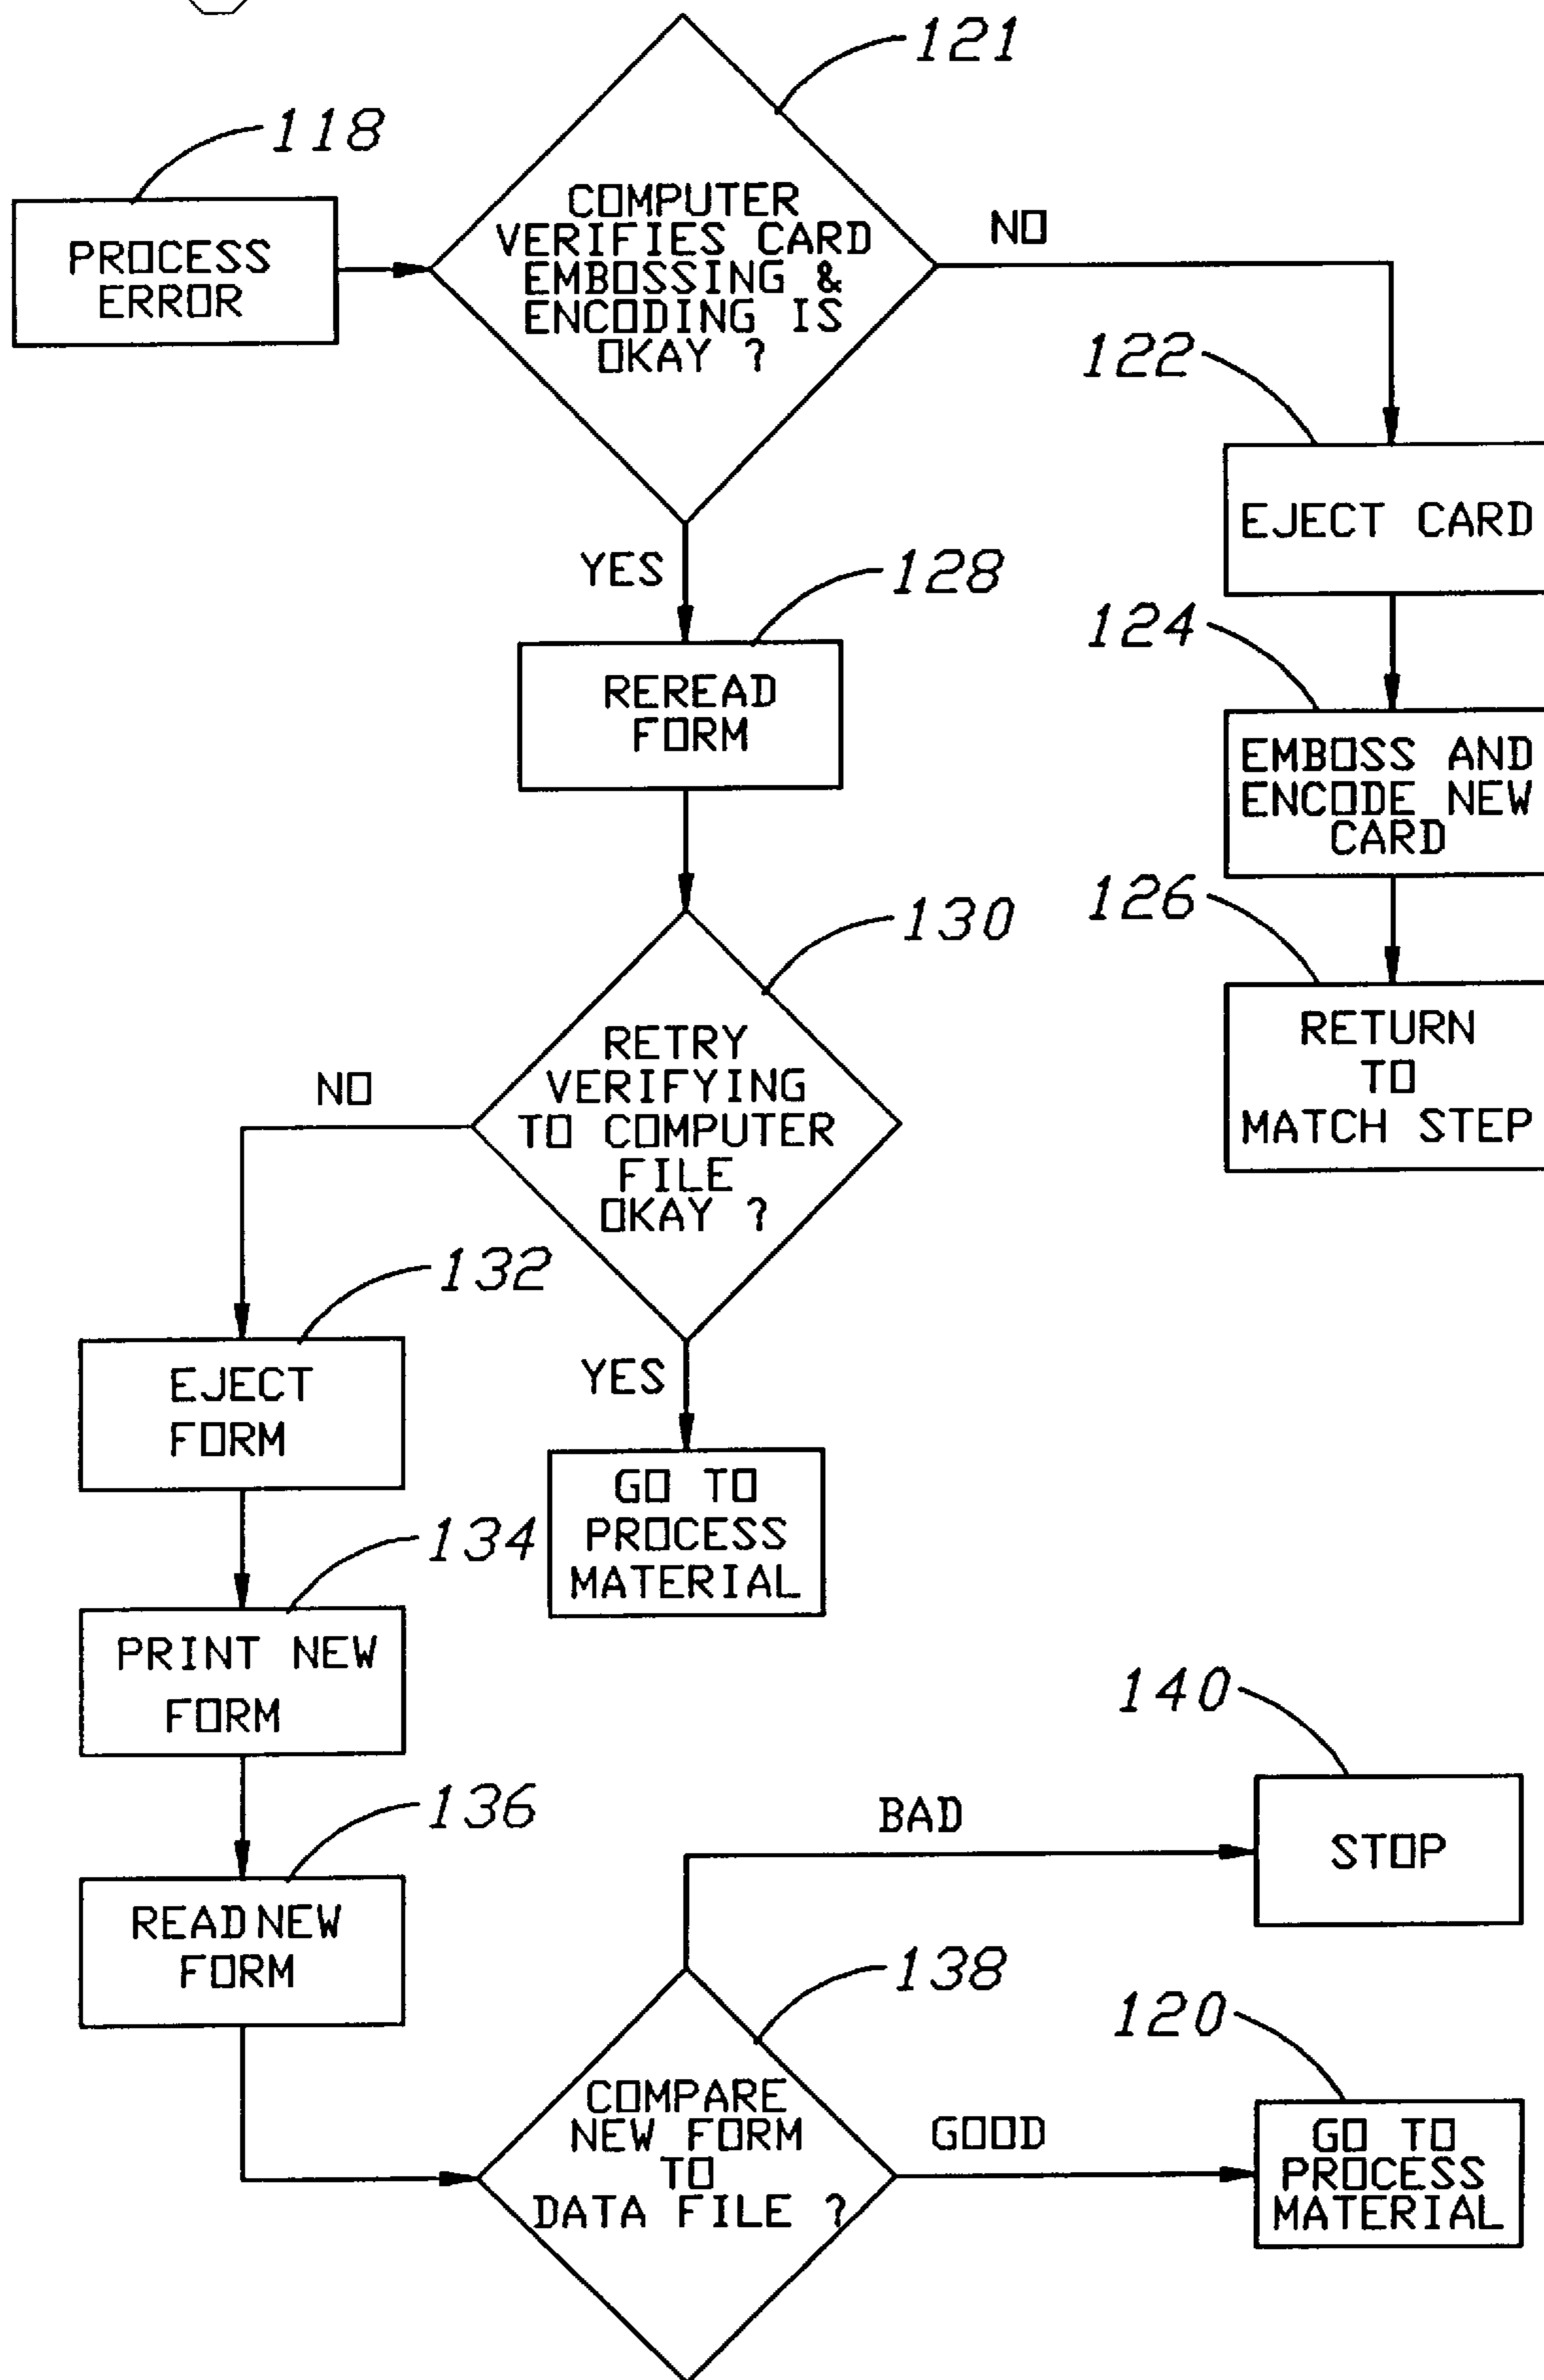 121
118
PROCESS
ERROR
COMPUTER
VERIFIES CARD
EMBOSSING &
ENCODING IS
OKAY ?
NO
122
EJECT CARD
YES
128
124
REREAD
FORM
EMBOSS AND
ENCODE NEW
CARD
126
130
RETURN
TO
MATCH STEP
RETRY
VERIFYING
TO COMPUTER
FILE
OKAY ?
NO
132
EJECT
FORM
YES
GO TO
PROCESS
MATERIAL
134
PRINT NEW
FORM
140
136
BAD
STOP
READ NEW
FORM
138
120
COMPARE
NEW FORM
TO
DATA FILE ?
GOOD
GO TO
PROCESS
MATERIAL